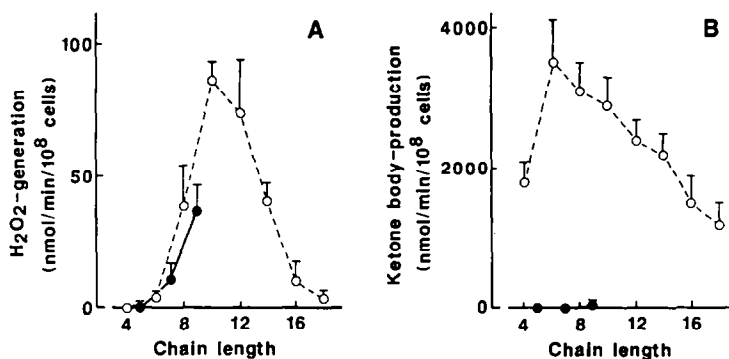 A
H2O2-generation
(nmol/min/10^8 cells)
100
50
0
4 8 12 16
Chain length
B
Ketone body-production
(nmol/min/10^8 cells)
4000
2000
0
4 8 12 16
Chain length